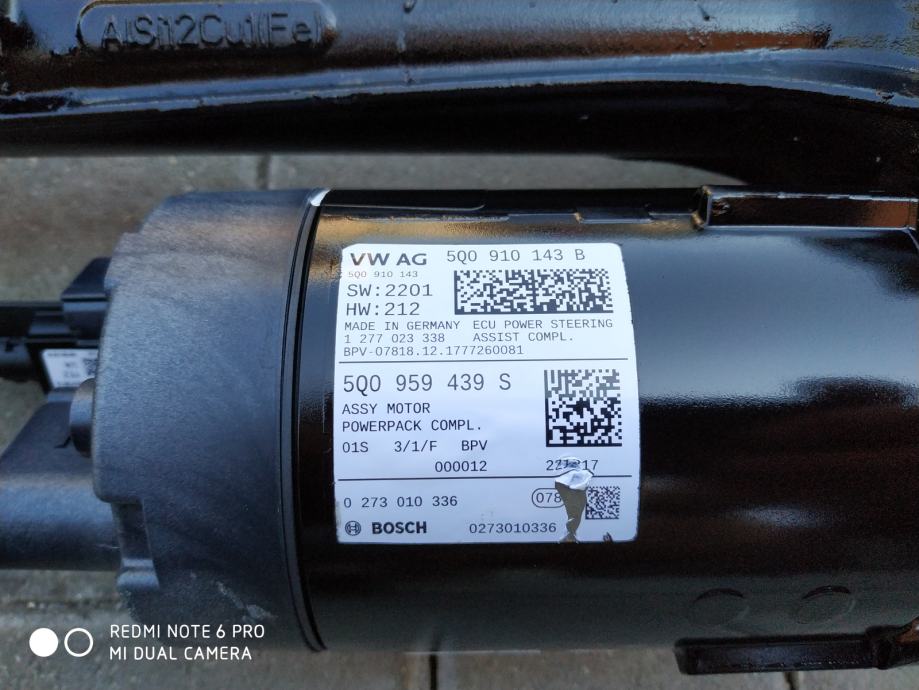 AlSi12Cu1(Fe)
VW AG 5Q0 910 143 B
5Q0 910 143
SW:2201
HW:212
MADE IN GERMANY ECU POWER STEERING
1 277 023 338 ASSIST COMPL.
BPV-07818.12.1777260081
5Q0 959 439 S
ASSY MOTOR
POWERPACK COMPL.
01S 3/1/F BPV
000012
0 273 010 336
BOSCH 0273010336
REDMI NOTE 6 PRO
MI DUAL CAMERA